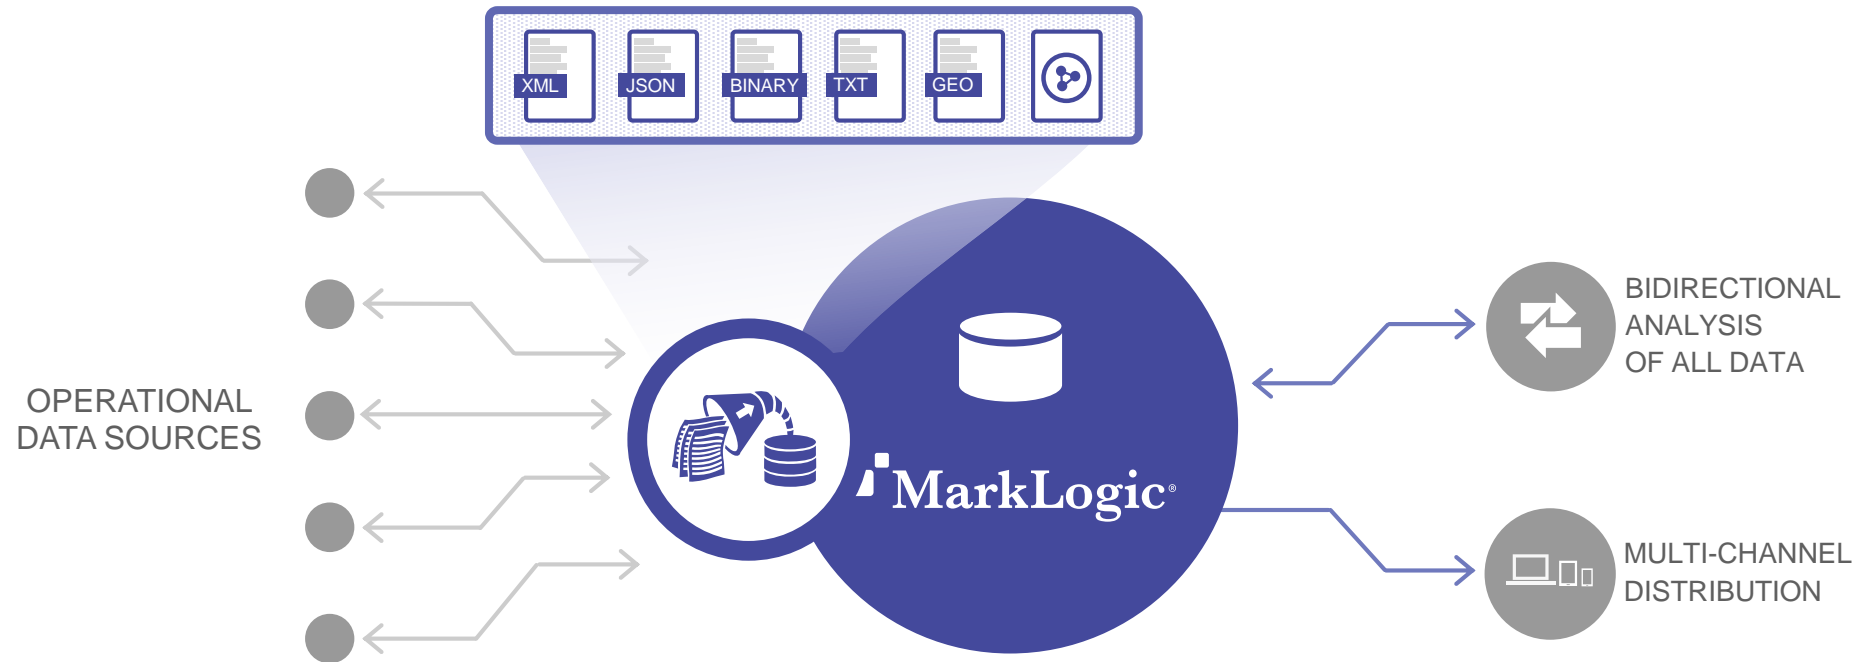 XML
JSON
BINARY
TXT
GEO
OPERATIONAL
DATA SOURCES
MarkLogic®
BIDIRECTIONAL
ANALYSIS
OF ALL DATA
MULTI-CHANNEL
DISTRIBUTION